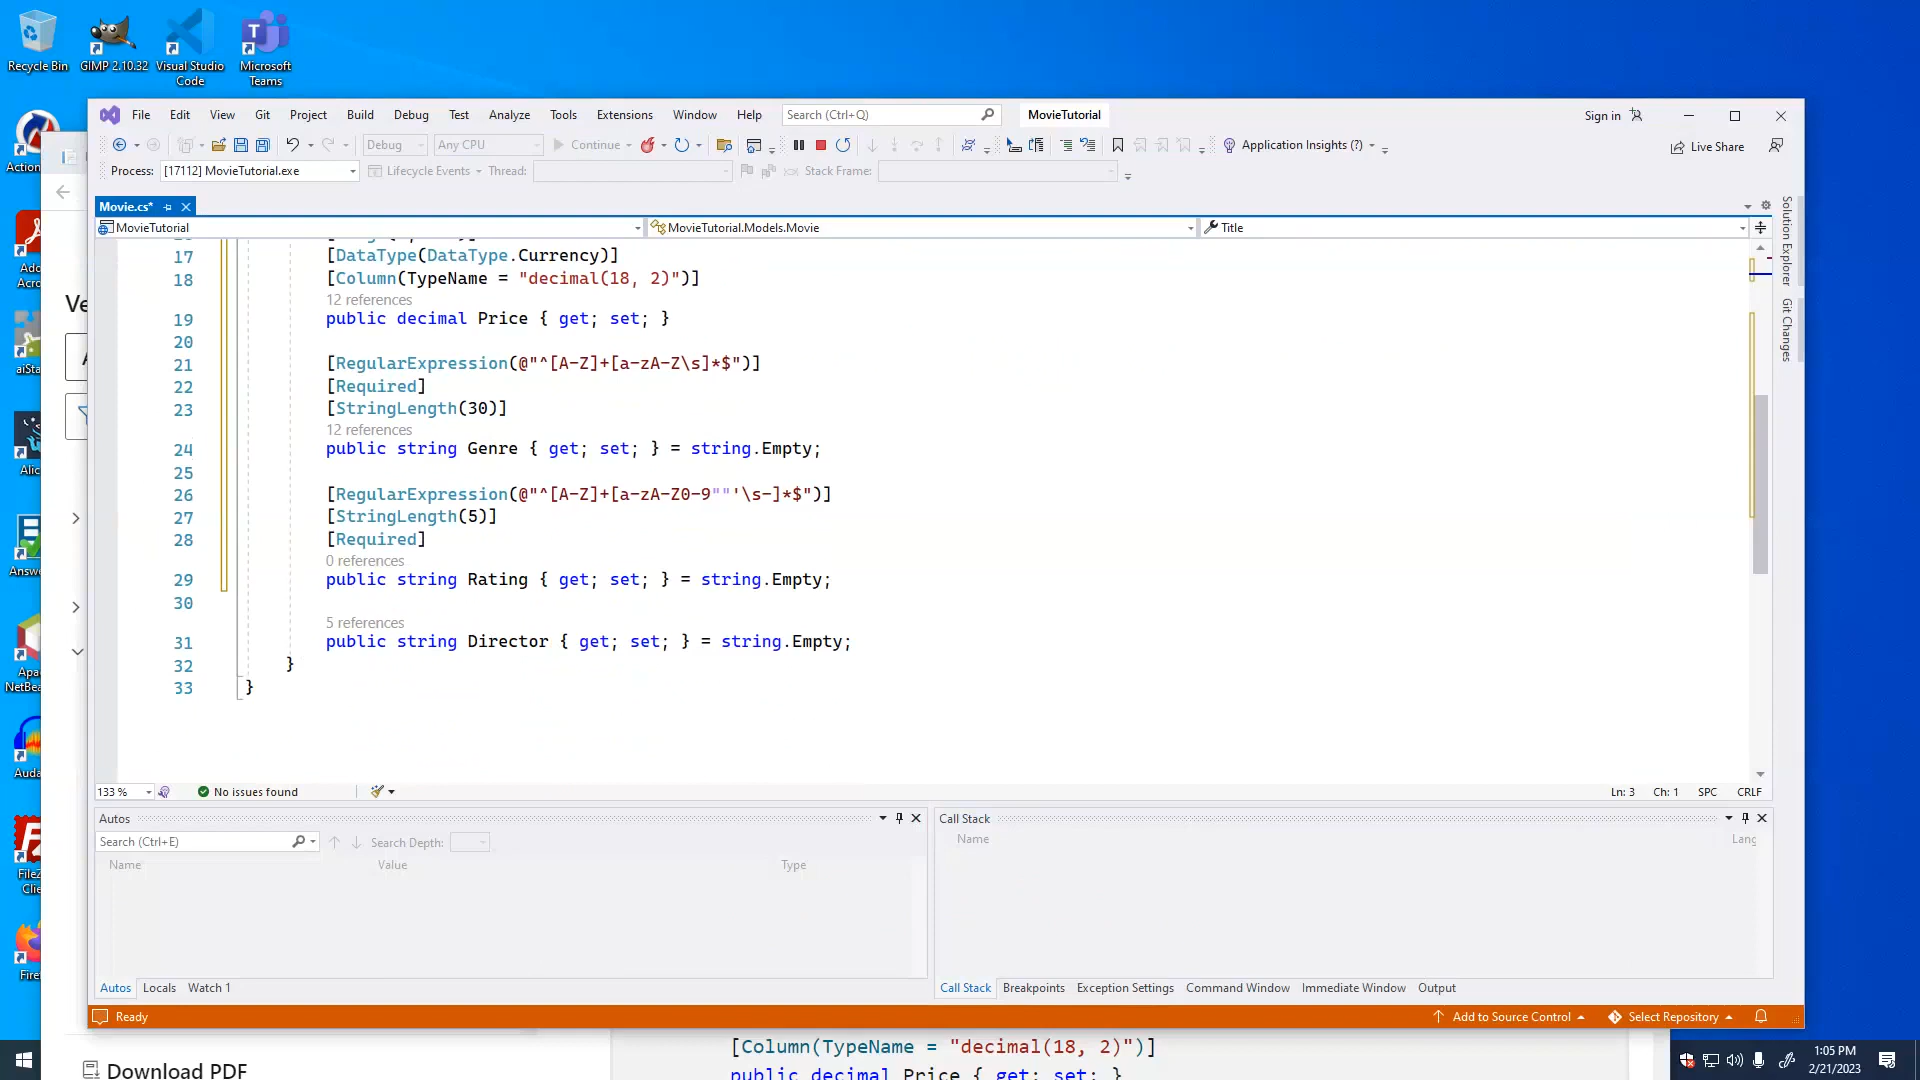 Recycle Bin
GIMP 2.10.32
Visual Studio Code
Microsoft Teams
File Edit View Git Project Build Debug Test Analyze Tools Extensions Window Help Search (Ctrl+Q) MovieTutorial Sign in
Debug Any CPU Continue Application Insights (?) Live Share
Process: [17112] MovieTutorial.exe Lifecycle Events Thread: Stack Frame:
Movie.cs*
MovieTutorial MovieTutorial.Models.Movie Title
17 [DataType(DataType.Currency)]
18 [Column(TypeName = "decimal(18, 2)")]
12 references
19 public decimal Price { get; set; }
20
21 [RegularExpression(@"^[A-Z]+[a-zA-Z\s]*$")]
22 [Required]
23 [StringLength(30)]
12 references
24 public string Genre { get; set; } = string.Empty;
25
26 [RegularExpression(@"^[A-Z]+[a-zA-Z0-9""'\s-]*$")]
27 [StringLength(5)]
28 [Required]
0 references
29 public string Rating { get; set; } = string.Empty;
30
5 references
31 public string Director { get; set; } = string.Empty;
32 }
33 }
Solution Explorer
Git Changes
133 % No issues found Ln: 3 Ch: 1 SPC CRLF
Autos
Search (Ctrl+E) Search Depth:
Name Value Type
Autos Locals Watch 1
Call Stack
Name Lang
Call Stack Breakpoints Exception Settings Command Window Immediate Window Output
Ready Add to Source Control Select Repository
[Column(TypeName = "decimal(18, 2)")]
public decimal Price { get; set; }
Download PDF
1:05 PM
2/21/2023